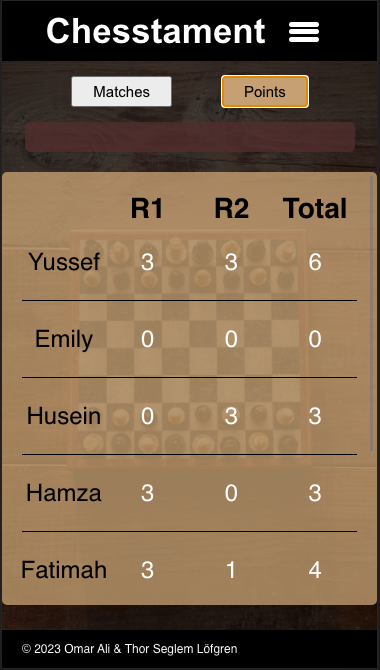 Chesstament
Matches Points
R1 R2 Total
Yussef 3 3 6
Emily 0 0 0
Husein 0 3 3
Hamza 3 0 3
Fatimah 3 1 4
© 2023 Omar Ali & Thor Seglem Löfgren